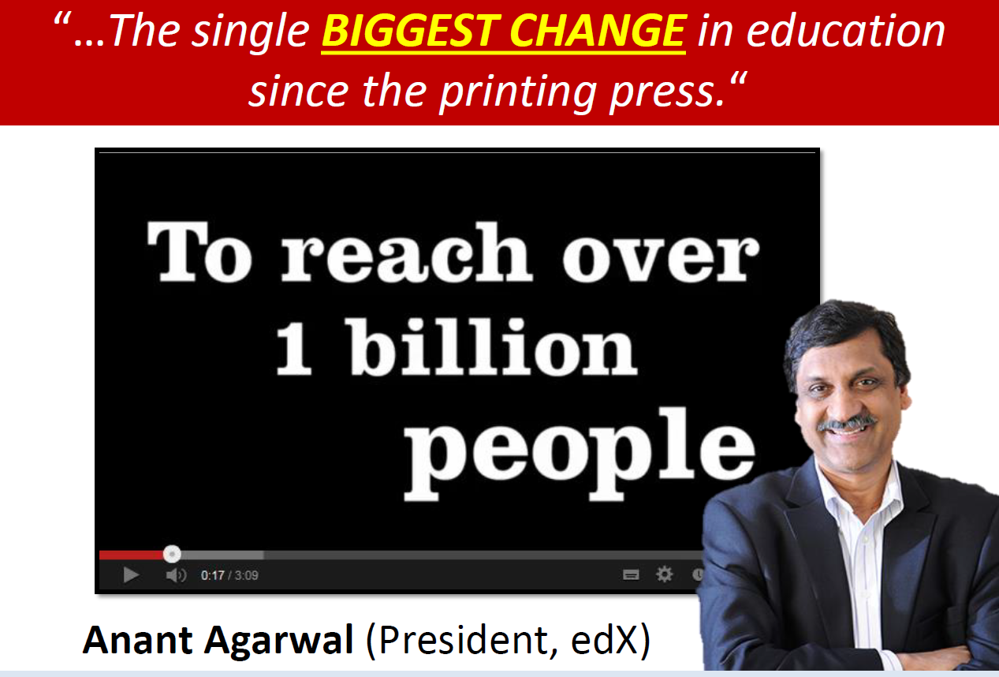 “…The single BIGGEST CHANGE in education
since the printing press.“
To reach over
1 billion
people
0:17 / 3:09
Anant Agarwal (President, edX)